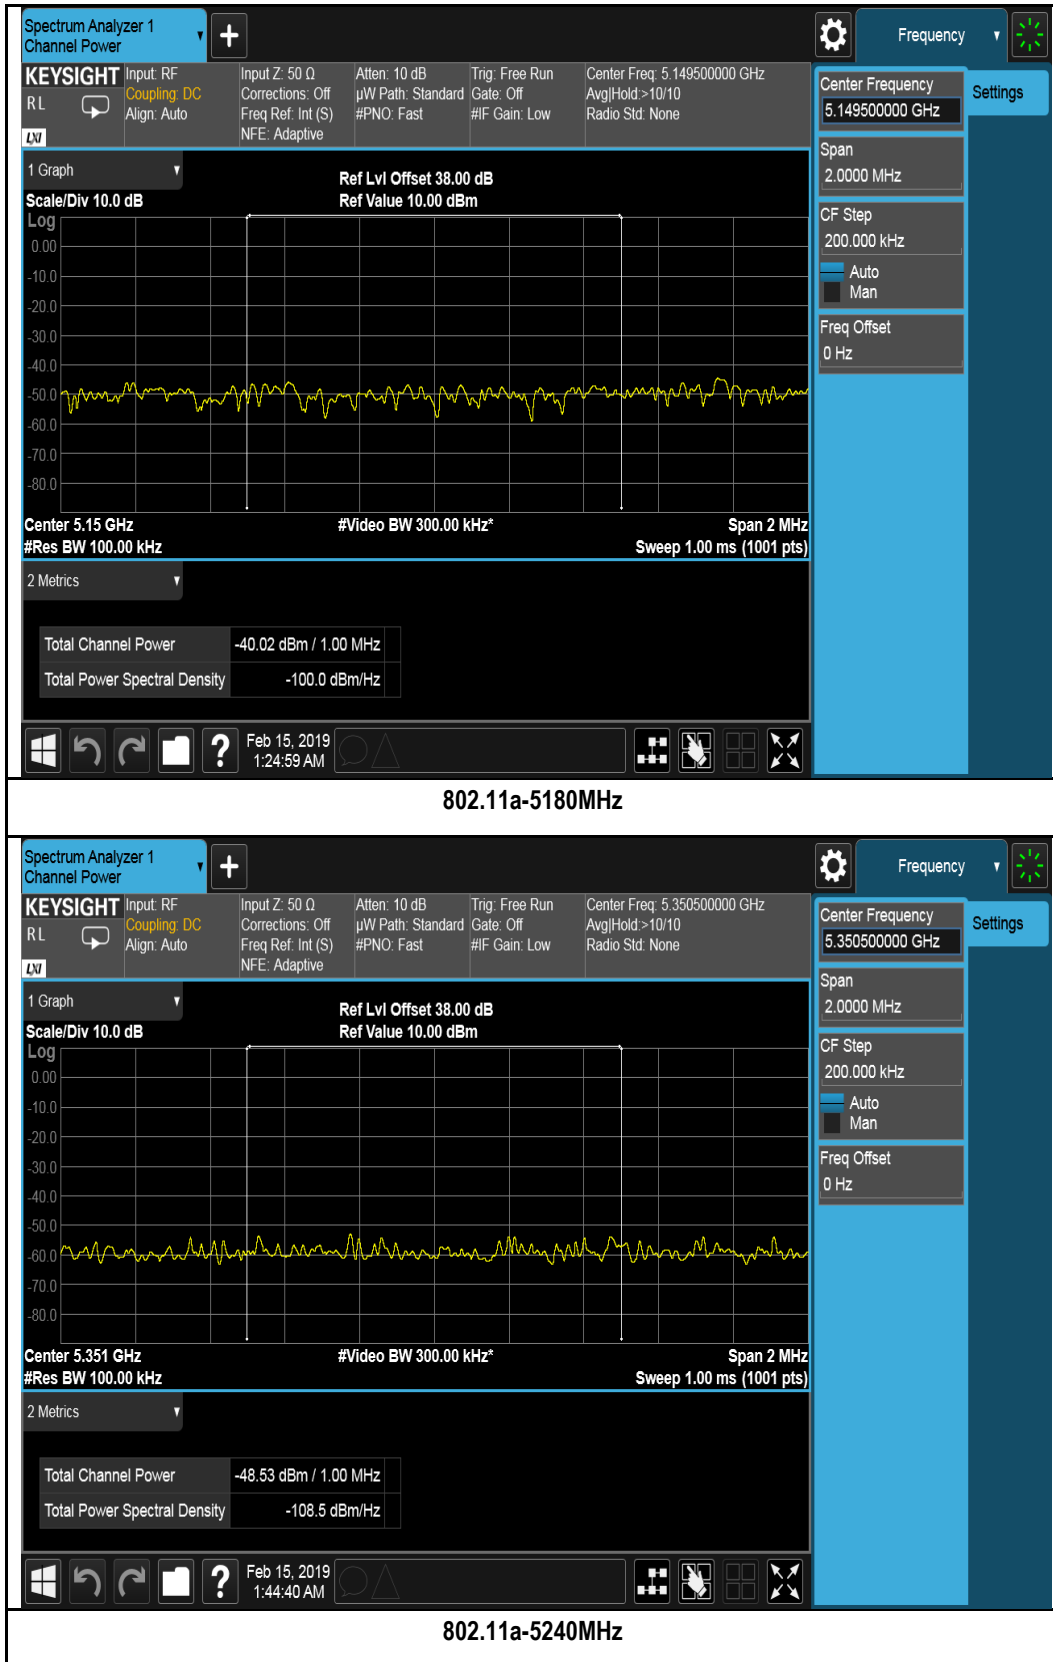 Spectrum Analyzer 1
Channel Power
Frequency
KEYSIGHT
RL
LXI
Input: RF
Coupling: DC
Align: Auto
Input Z: 50 Ω
Corrections: Off
Freq Ref: Int (S)
NFE: Adaptive
Atten: 10 dB
µW Path: Standard
#PNO: Fast
Trig: Free Run
Gate: Off
#IF Gain: Low
Center Freq: 5.149500000 GHz
Avg|Hold:>10/10
Radio Std: None
Center Frequency
5.149500000 GHz
Settings
Span
2.0000 MHz
CF Step
200.000 kHz
Auto
Man
Freq Offset
0 Hz
1 Graph
Scale/Div 10.0 dB
Ref Lvl Offset 38.00 dB
Ref Value 10.00 dBm
Log
0.00
-10.0
-20.0
-30.0
-40.0
-50.0
-60.0
-70.0
-80.0
Center 5.15 GHz
#Video BW 300.00 kHz*
Span 2 MHz
#Res BW 100.00 kHz
Sweep 1.00 ms (1001 pts)
2 Metrics
Total Channel Power -40.02 dBm / 1.00 MHz
Total Power Spectral Density -100.0 dBm/Hz
?
Feb 15, 2019
1:24:59 AM
802.11a-5180MHz
Spectrum Analyzer 1
Channel Power
Frequency
KEYSIGHT
RL
LXI
Input: RF
Coupling: DC
Align: Auto
Input Z: 50 Ω
Corrections: Off
Freq Ref: Int (S)
NFE: Adaptive
Atten: 10 dB
µW Path: Standard
#PNO: Fast
Trig: Free Run
Gate: Off
#IF Gain: Low
Center Freq: 5.350500000 GHz
Avg|Hold:>10/10
Radio Std: None
Center Frequency
5.350500000 GHz
Settings
Span
2.0000 MHz
CF Step
200.000 kHz
Auto
Man
Freq Offset
0 Hz
1 Graph
Scale/Div 10.0 dB
Ref Lvl Offset 38.00 dB
Ref Value 10.00 dBm
Log
0.00
-10.0
-20.0
-30.0
-40.0
-50.0
-60.0
-70.0
-80.0
Center 5.351 GHz
#Video BW 300.00 kHz*
Span 2 MHz
#Res BW 100.00 kHz
Sweep 1.00 ms (1001 pts)
2 Metrics
Total Channel Power -48.53 dBm / 1.00 MHz
Total Power Spectral Density -108.5 dBm/Hz
?
Feb 15, 2019
1:44:40 AM
802.11a-5240MHz